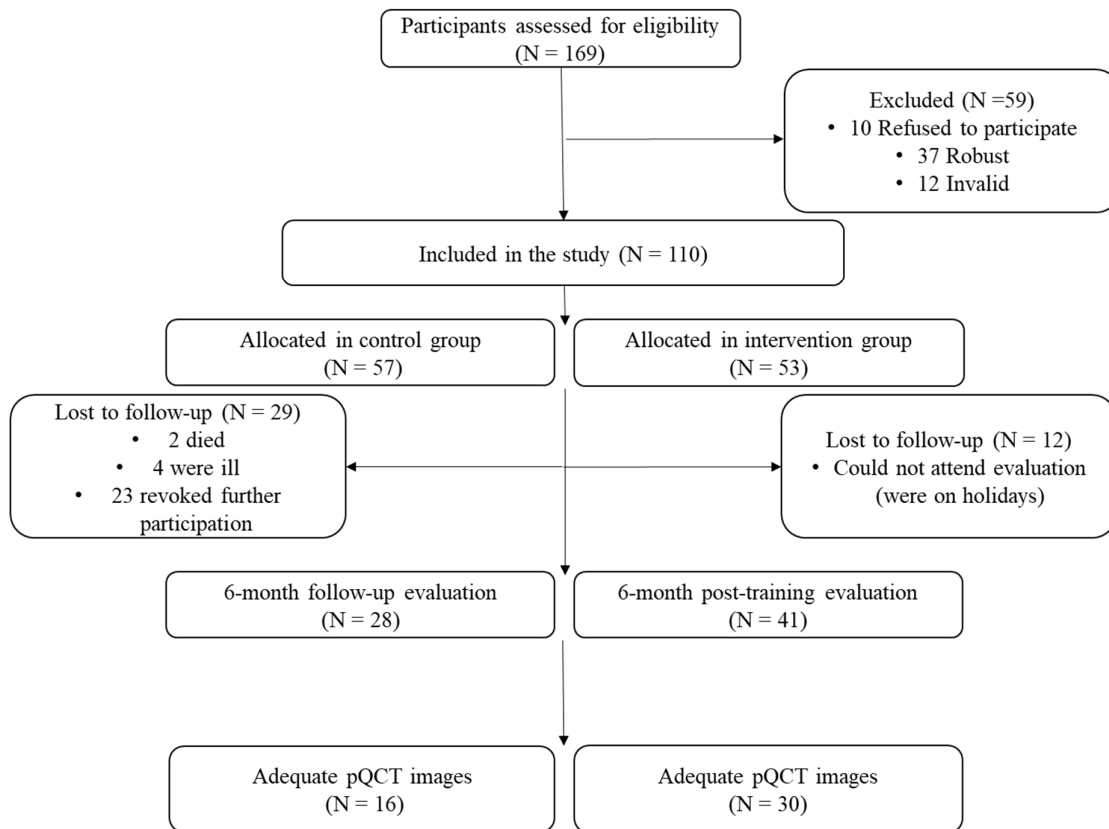 Participants assessed for eligibility
(N = 169)
Excluded (N =59)
• 10 Refused to participate
• 37 Robust
• 12 Invalid
Included in the study (N = 110)
Allocated in control group
(N = 57)
Allocated in intervention group
(N = 53)
Lost to follow-up (N = 29)
• 2 died
• 4 were ill
• 23 revoked further
participation
Lost to follow-up (N = 12)
• Could not attend evaluation
(were on holidays)
6-month follow-up evaluation
(N = 28)
6-month post-training evaluation
(N = 41)
Adequate pQCT images
(N = 16)
Adequate pQCT images
(N = 30)